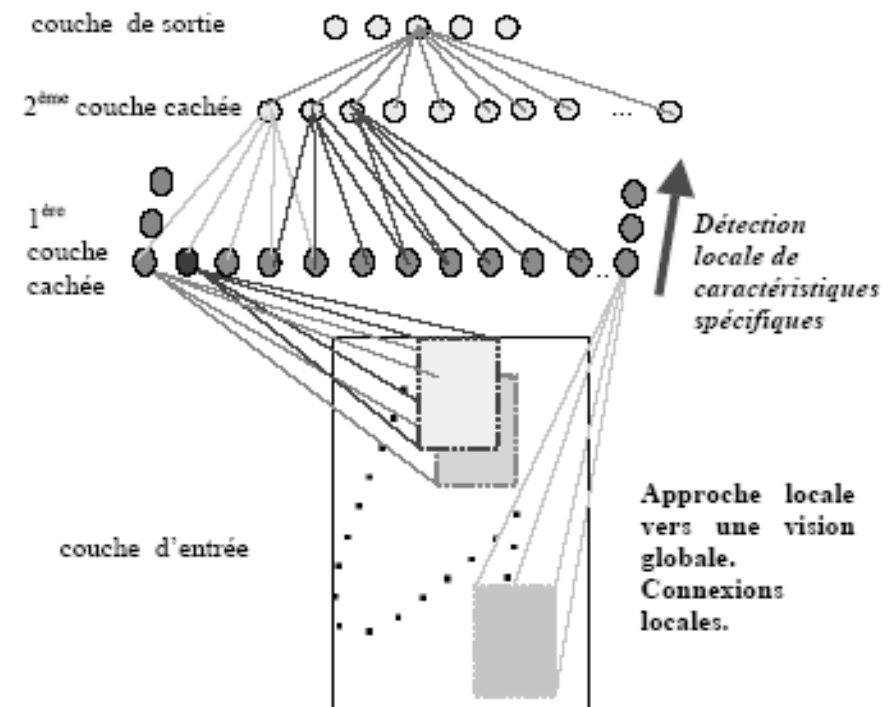 couche de sortie
2ème couche cachée
...
1ère
couche
cachée
..
Détection
locale de
caractéristiques
spécifiques
Approche locale
vers une vision
globale.
Connexions
locales.
couche d'entrée